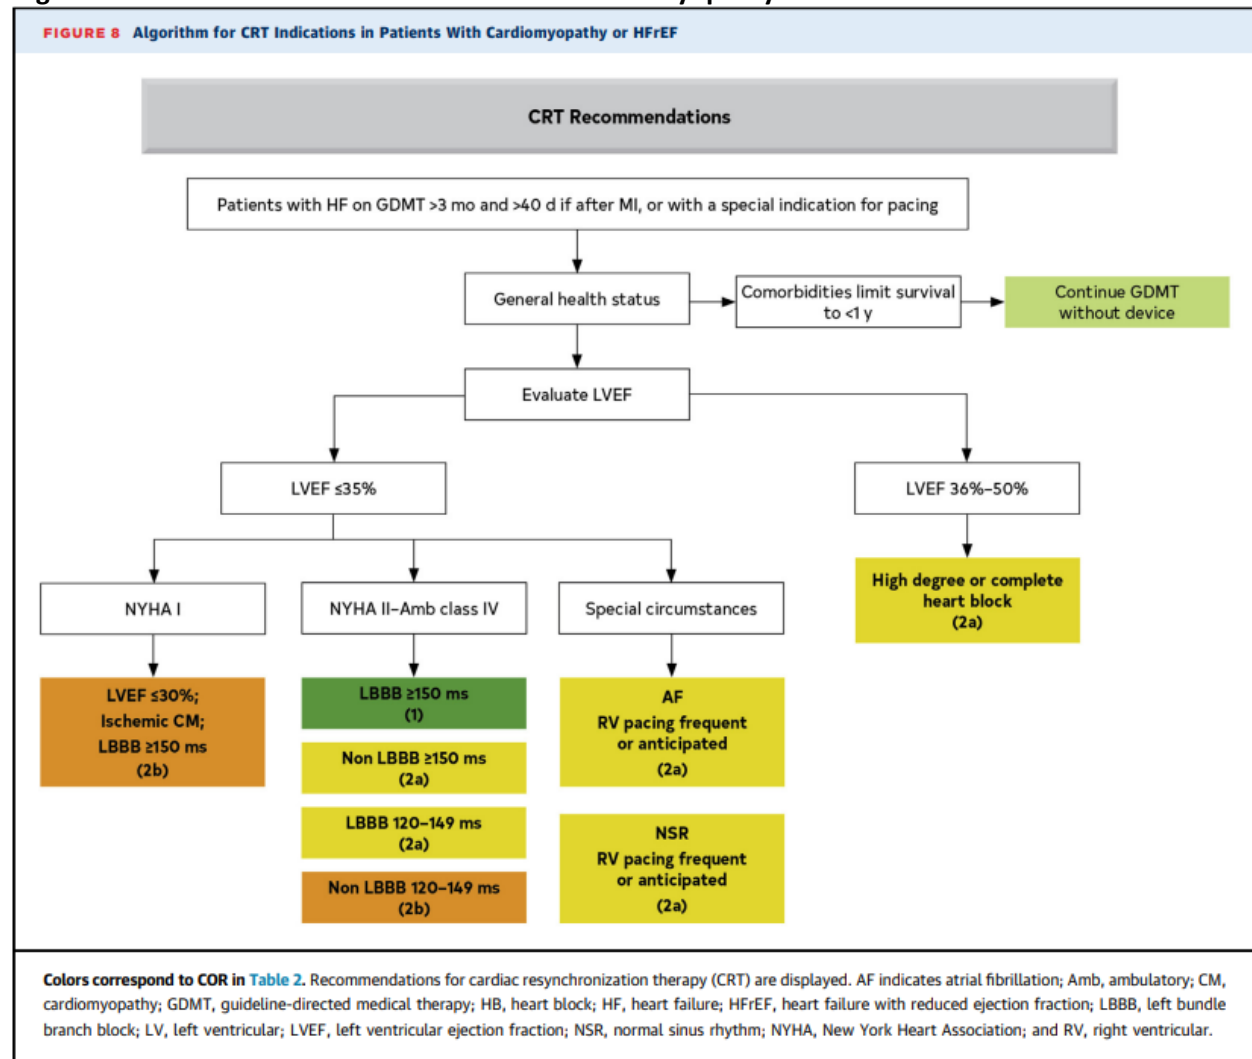 FIGURE 8 Algorithm for CRT Indications in Patients With Cardiomyopathy or HFrEF
CRT Recommendations
Patients with HF on GDMT >3 mo and >40 d if after MI, or with a special indication for pacing
General health status
Comorbidities limit survival
to <1 y
Continue GDMT
without device
Evaluate LVEF
LVEF ≤35%
LVEF 36%–50%
High degree or complete
heart block
(2a)
NYHA I
NYHA II–Amb class IV
Special circumstances
LVEF ≤30%;
Ischemic CM;
LBBB ≥150 ms
(2b)
LBBB ≥150 ms
(1)
Non LBBB ≥150 ms
(2a)
LBBB 120–149 ms
(2a)
Non LBBB 120–149 ms
(2b)
AF
RV pacing frequent
or anticipated
(2a)
NSR
RV pacing frequent
or anticipated
(2a)
Colors correspond to COR in Table 2. Recommendations for cardiac resynchronization therapy (CRT) are displayed. AF indicates atrial fibrillation; Amb, ambulatory; CM,
cardiomyopathy; GDMT, guideline-directed medical therapy; HB, heart block; HF, heart failure; HFrEF, heart failure with reduced ejection fraction; LBBB, left bundle
branch block; LV, left ventricular; LVEF, left ventricular ejection fraction; NSR, normal sinus rhythm; NYHA, New York Heart Association; and RV, right ventricular.